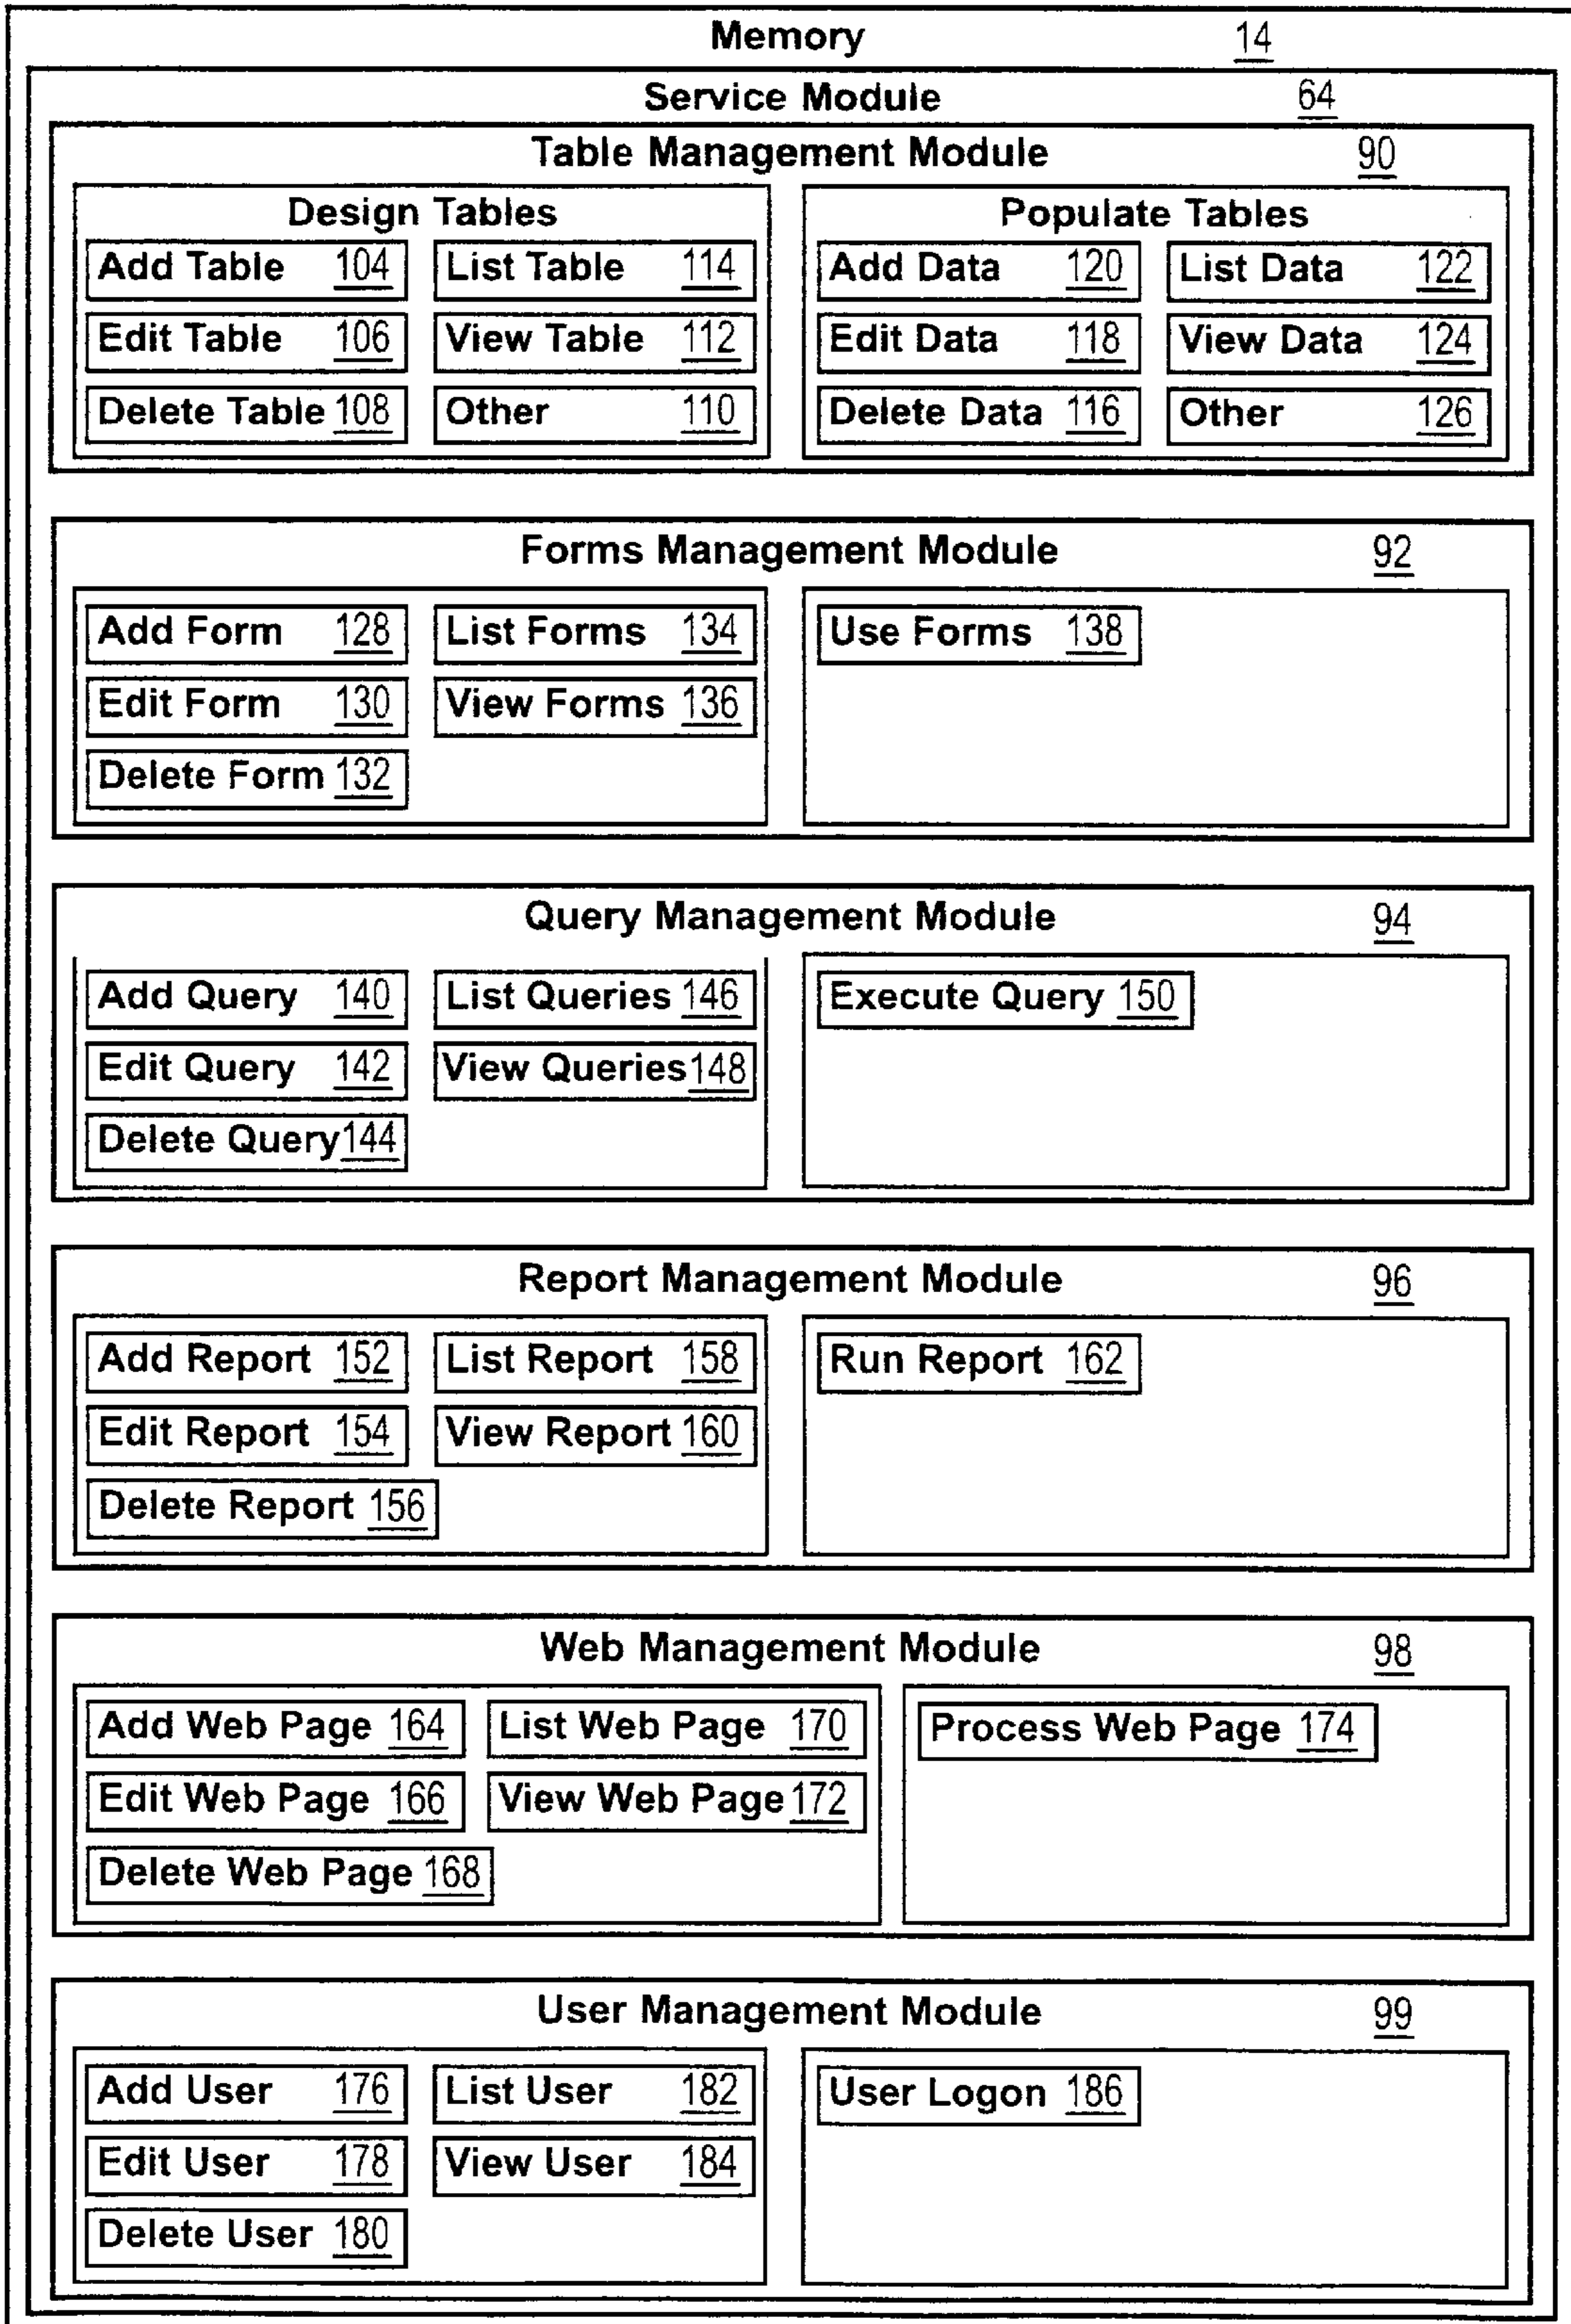 Memory 14
Service Module 64
Table Management Module 90
Design Tables
Add Table 104 List Table 114
Edit Table 106 View Table 112
Delete Table 108 Other 110
Populate Tables
Add Data 120 List Data 122
Edit Data 118 View Data 124
Delete Data 116 Other 126
Forms Management Module 92
Add Form 128 List Forms 134
Edit Form 130 View Forms 136
Delete Form 132
Use Forms 138
Query Management Module 94
Add Query 140 List Queries 146
Edit Query 142 View Queries 148
Delete Query 144
Execute Query 150
Report Management Module 96
Add Report 152 List Report 158
Edit Report 154 View Report 160
Delete Report 156
Run Report 162
Web Management Module 98
Add Web Page 164 List Web Page 170
Edit Web Page 166 View Web Page 172
Delete Web Page 168
Process Web Page 174
User Management Module 99
Add User 176 List User 182
Edit User 178 View User 184
Delete User 180
User Logon 186